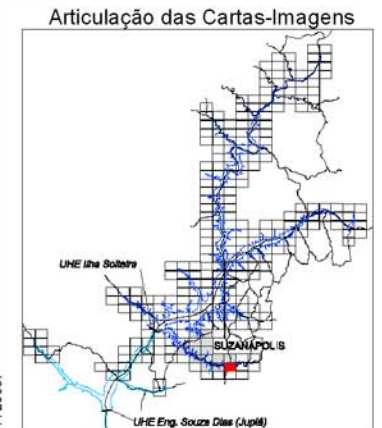 Articulação das Cartas-Imagens
UHE Ilha Solteira
SUZANÁPOLIS
UHE Eng. Souza Dias (Jupiá)